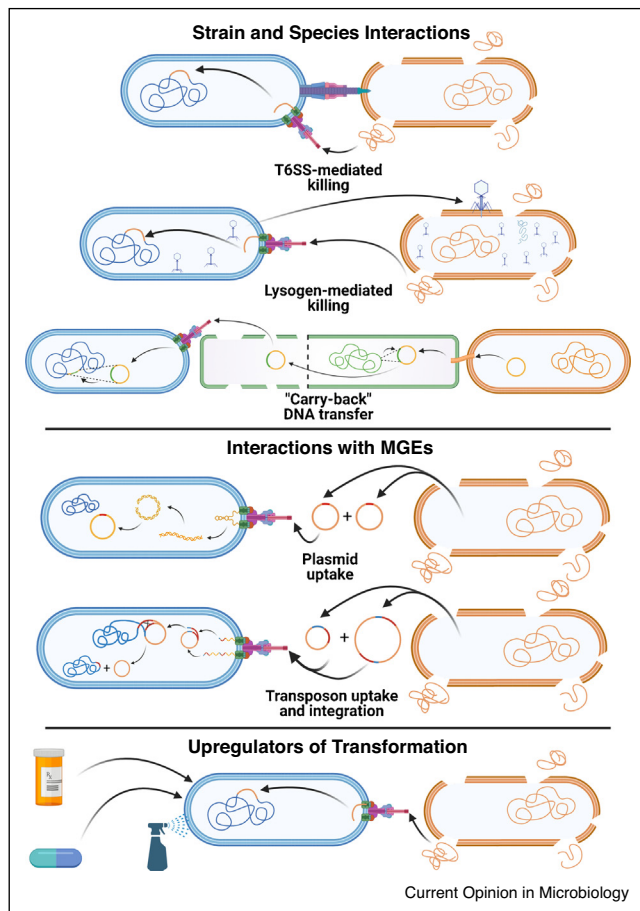 Strain and Species Interactions
T6SS-mediated
killing
Lysogen-mediated
killing
"Carry-back"
DNA transfer
Interactions with MGEs
+
Plasmid
uptake
+
+
Transposon uptake
and integration
Upregulators of Transformation
Current Opinion in Microbiology